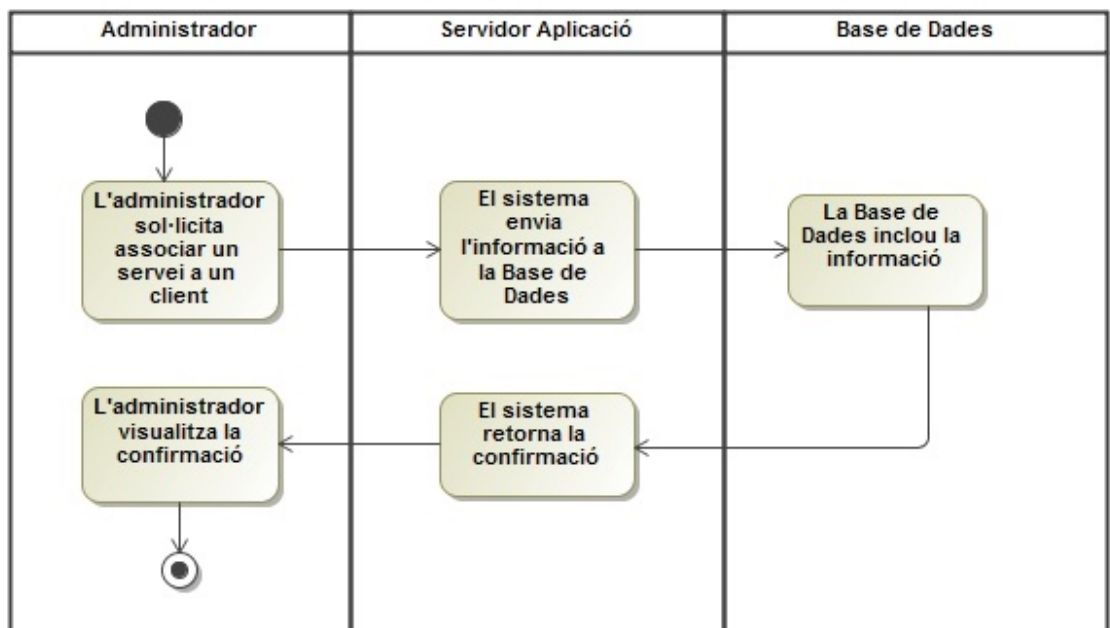 Administrador
Servidor Aplicació
Base de Dades
L'administrador
sol·licita
associar un
servei a un
client
El sistema
envia
l'informació a
la Base de
Dades
La Base de
Dades inclou la
informació
L'administrador
visualitza la
confirmació
El sistema
retorna la
confirmació